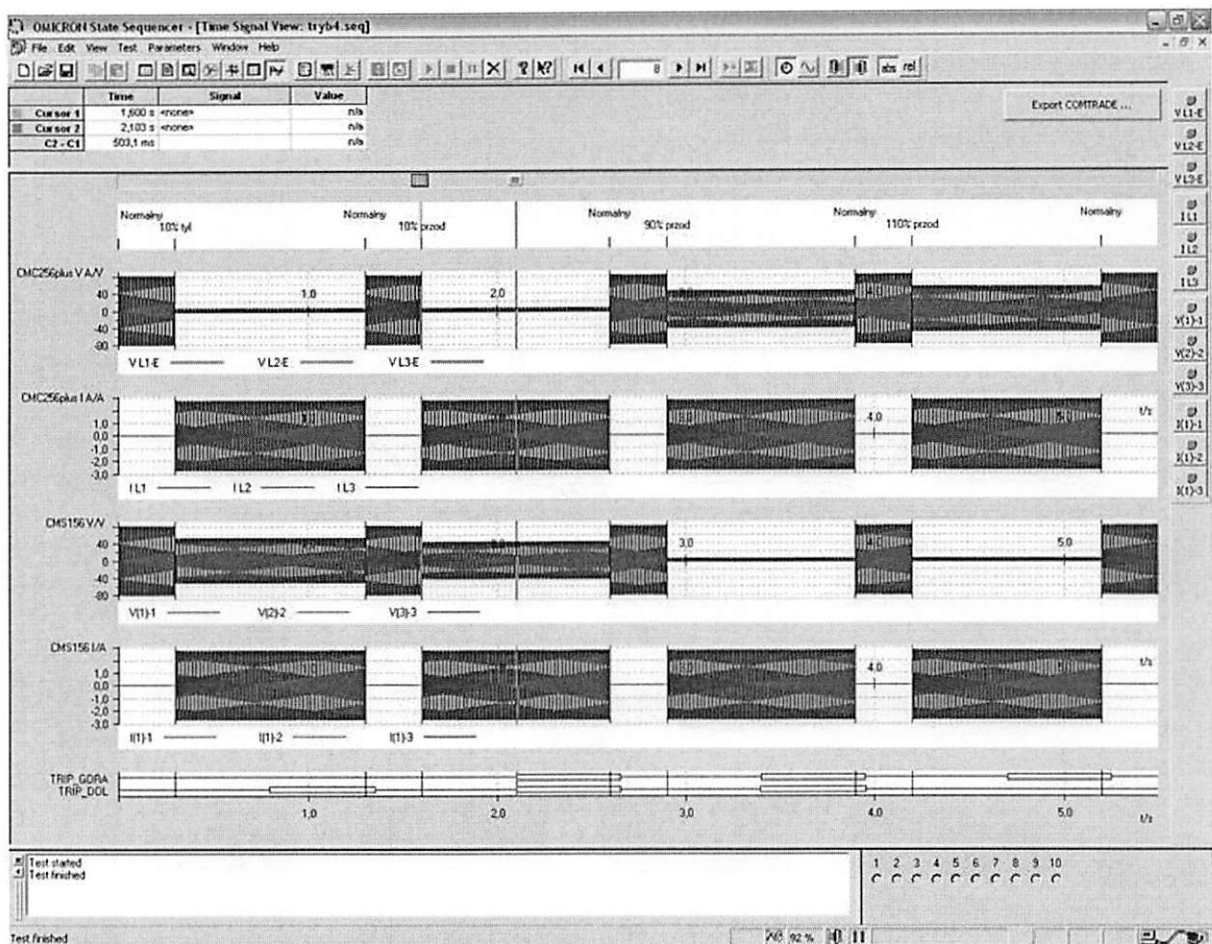 OMICRON State Sequencer - [Time Signal View: tryb4.seq]
File Edit View Test Parameters Window Help
8 abs rel
Time Signal Value
Cursor 1 1,600 s <none> n/a
Cursor 2 2,103 s <none> n/a
C2 - C1 503,1 ms n/a
Export COMTRADE ...
V L1-E
V L2-E
V L3-E
I L1
I L2
I L3
V(1)-1
V(2)-2
V(3)-3
I(1)-1
I(1)-2
I(1)-3
Normalny Normalny Normalny Normalny Normalny
10% tyl 10% przod 90% przod 110% przod
CMC256plus V A/V
40
0
-40
-80
1,0 2,0 4,0
V L1-E V L2-E V L3-E
CMC256plus I A/A
1,0
0,0
-1,0
-2,0
-3,0
4,0 t/s
I L1 I L2 I L3
CMS156 V/V
40
0
-40
-80
3,0 5,0
V(1)-1 V(2)-2 V(3)-3
CMS156 I/A
1,0
0,0
-1,0
-2,0
-3,0
4,0 t/s
I(1)-1 I(1)-2 I(1)-3
TRIP_GORA
TRIP_DOL
1,0 2,0 3,0 4,0 5,0 t/s
Test started
Test finished
1 2 3 4 5 6 7 8 9 10
Test finished 92 %